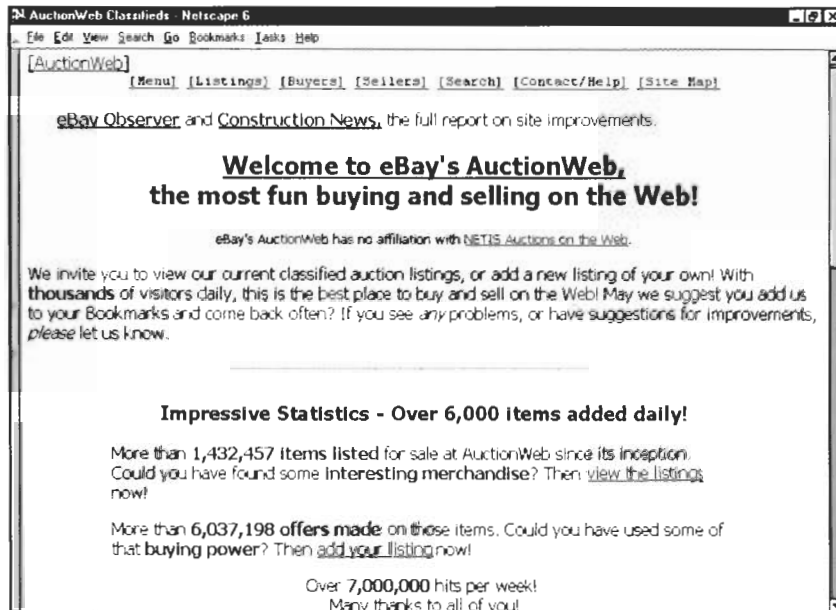 AuctionWeb Classifieds - Netscape 6
File Edit View Search Go Bookmarks Tasks Help
[AuctionWeb]
[Menu] [Listings] [Buyers] [Sellers] [Search] [Contact/Help] [Site Map]
eBay Observer and Construction News, the full report on site improvements.
Welcome to eBay's AuctionWeb,
the most fun buying and selling on the Web!
eBay's AuctionWeb has no affiliation with NETIS Auctions on the Web.
We invite you to view our current classified auction listings, or add a new listing of your own! With
thousands of visitors daily, this is the best place to buy and sell on the Web! May we suggest you add us
to your Bookmarks and come back often? If you see any problems, or have suggestions for improvements,
please let us know.
Impressive Statistics - Over 6,000 items added daily!
More than 1,432,457 items listed for sale at AuctionWeb since its inception.
Could you have found some interesting merchandise? Then view the listings
now!
More than 6,037,198 offers made on those items. Could you have used some of
that buying power? Then add your listing now!
Over 7,000,000 hits per week!
Many thanks to all of you!